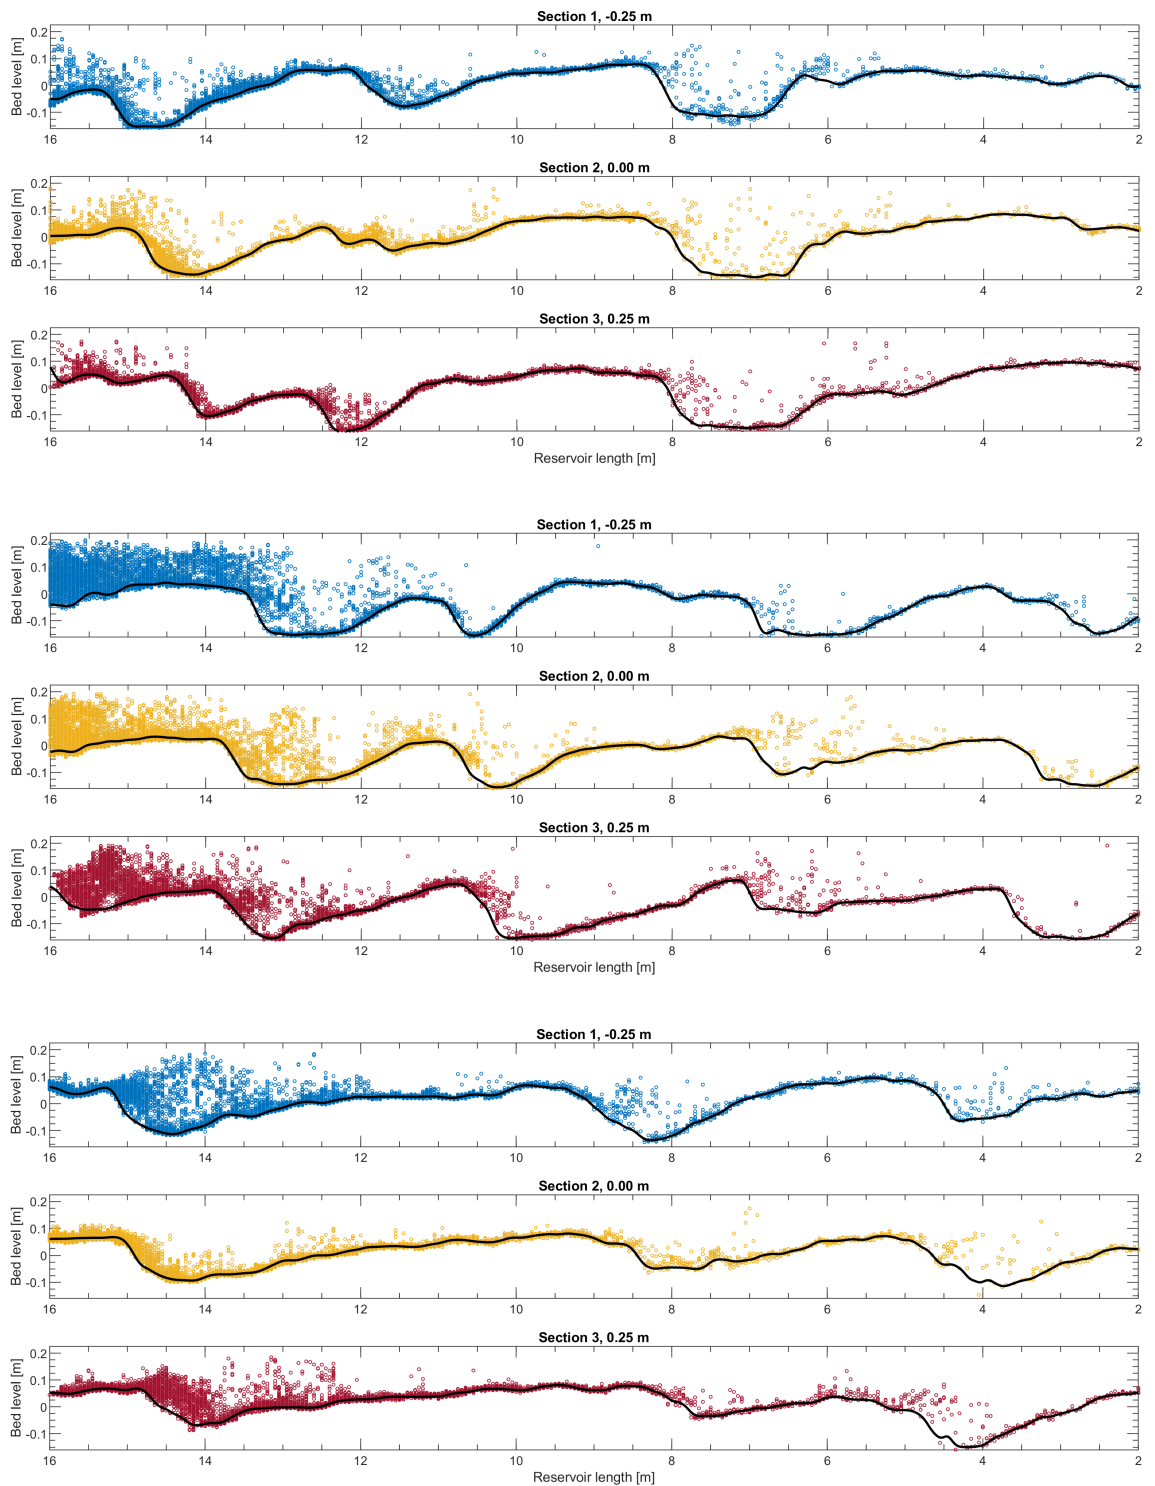 Section 1, -0.25 m
Bed level [m]
0.2
0.1
0
-0.1
16 14 12 10 8 6 4 2
Section 2, 0.00 m
Bed level [m]
0.2
0.1
0
-0.1
16 14 12 10 8 6 4 2
Section 3, 0.25 m
Bed level [m]
0.2
0.1
0
-0.1
16 14 12 10 8 6 4 2
Reservoir length [m]
Section 1, -0.25 m
Bed level [m]
0.2
0.1
0
-0.1
16 14 12 10 8 6 4 2
Section 2, 0.00 m
Bed level [m]
0.2
0.1
0
-0.1
16 14 12 10 8 6 4 2
Section 3, 0.25 m
Bed level [m]
0.2
0.1
0
-0.1
16 14 12 10 8 6 4 2
Reservoir length [m]
Section 1, -0.25 m
Bed level [m]
0.2
0.1
0
-0.1
16 14 12 10 8 6 4 2
Section 2, 0.00 m
Bed level [m]
0.2
0.1
0
-0.1
16 14 12 10 8 6 4 2
Section 3, 0.25 m
Bed level [m]
0.2
0.1
0
-0.1
16 14 12 10 8 6 4 2
Reservoir length [m]